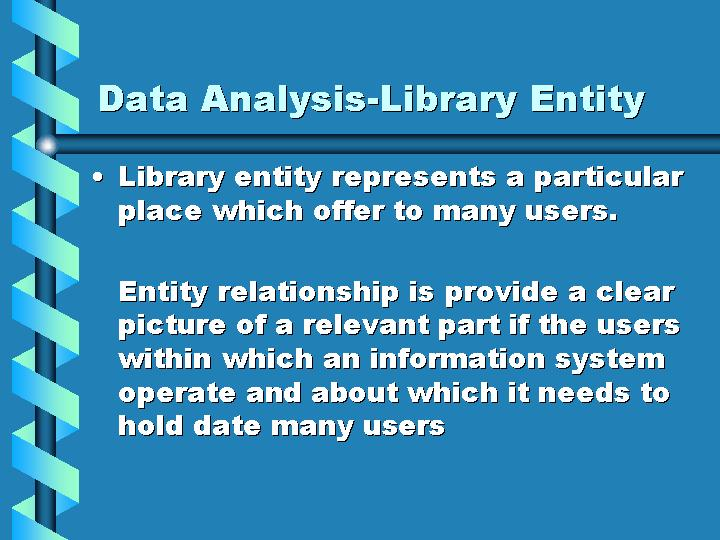 Data Analysis-Library Entity
• Library entity represents a particular
place which offer to many users.
Entity relationship is provide a clear
picture of a relevant part if the users
within which an information system
operate and about which it needs to
hold date many users